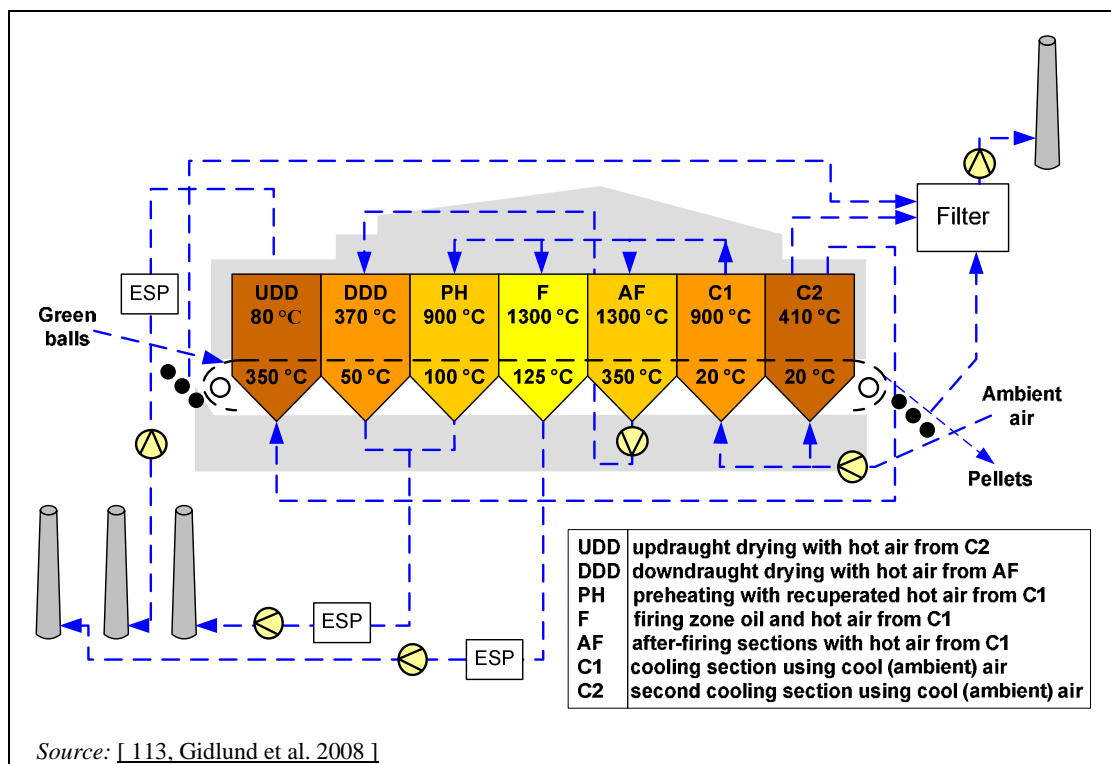 Filter
ESP
UDD DDD PH F AF C1 C2
80 °C 370 °C 900 °C 1300 °C 1300 °C 900 °C 410 °C
Green
balls
350 °C 50 °C 100 °C 125 °C 350 °C 20 °C 20 °C
Ambient
air
Pellets
ESP
ESP
UDD updraught drying with hot air from C2
DDD downdraught drying with hot air from AF
PH preheating with recuperated hot air from C1
F firing zone oil and hot air from C1
AF after-firing sections with hot air from C1
C1 cooling section using cool (ambient) air
C2 second cooling section using cool (ambient) air
Source: [ 113, Gidlund et al. 2008 ]